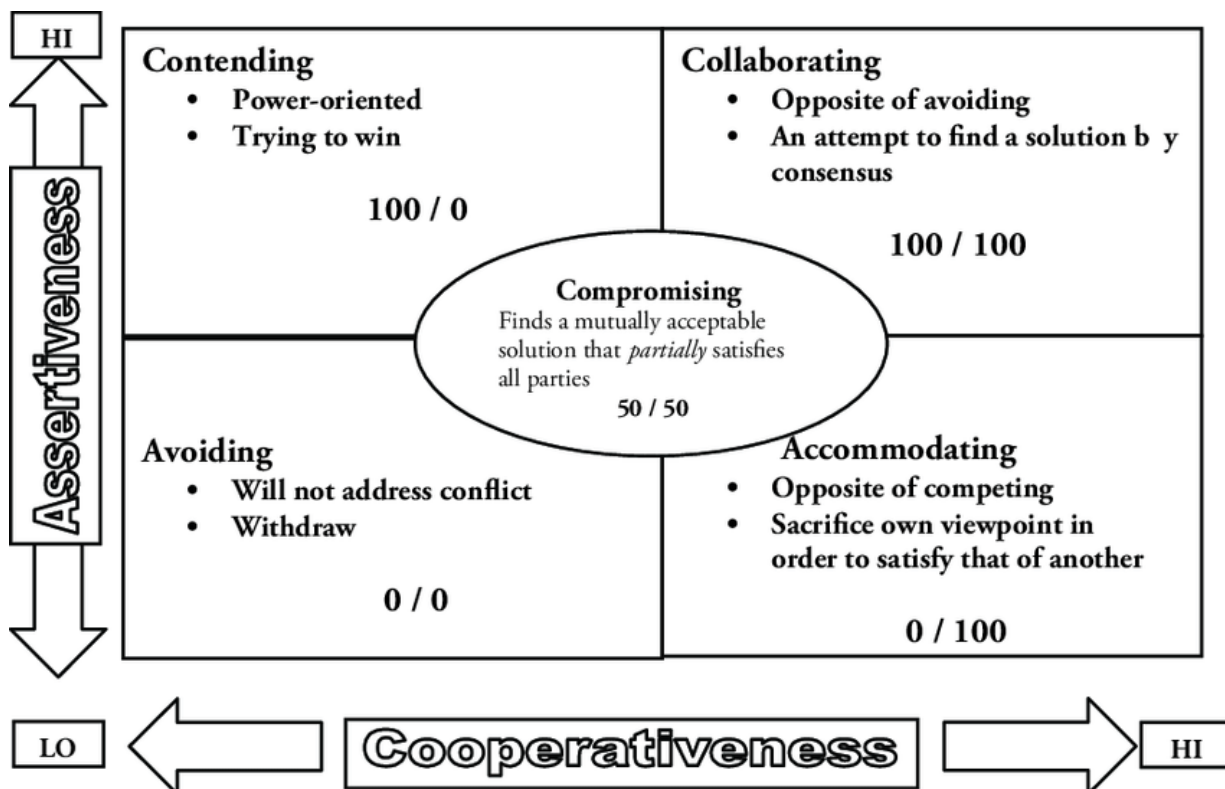 HI
Contending
• Power-oriented
• Trying to win
100 / 0
Collaborating
• Opposite of avoiding
• An attempt to find a solution b y
consensus
100 / 100
Assertiveness
Compromising
Finds a mutually acceptable
solution that partially satisfies
all parties
50 / 50
Avoiding
• Will not address conflict
• Withdraw
0 / 0
Accommodating
• Opposite of competing
• Sacrifice own viewpoint in
order to satisfy that of another
0 / 100
LO
Cooperativeness
HI